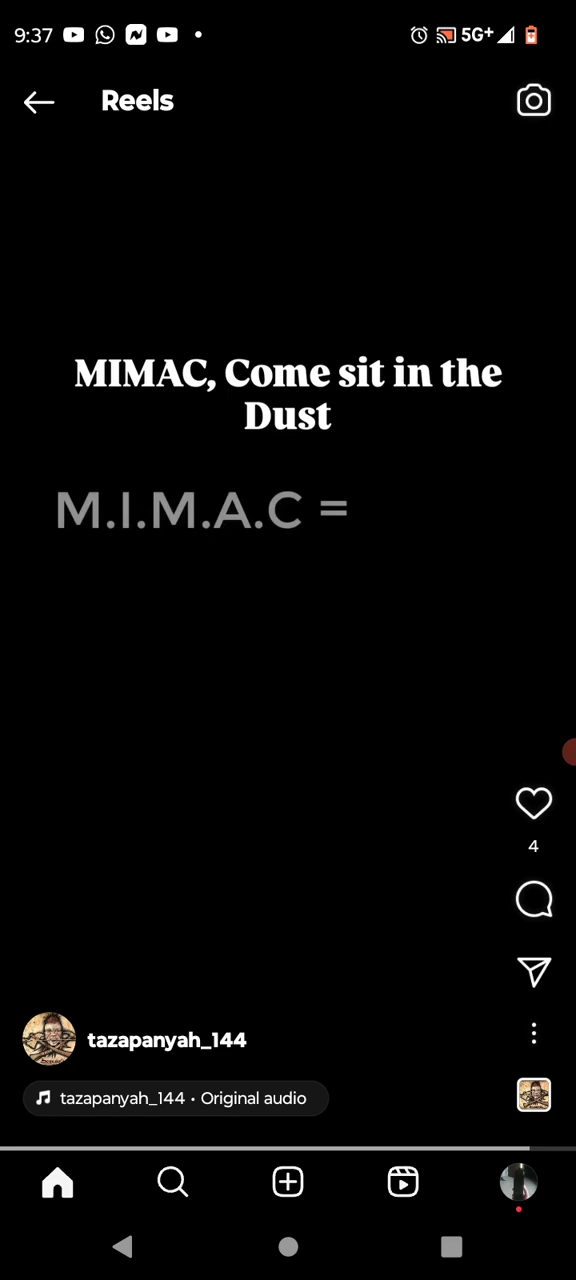 9:37 5G+
Reels
MIMAC, Come sit in the
Dust
M.I.M.A.C =
4
tazapanyah_144
tazapanyah_144 • Original audio